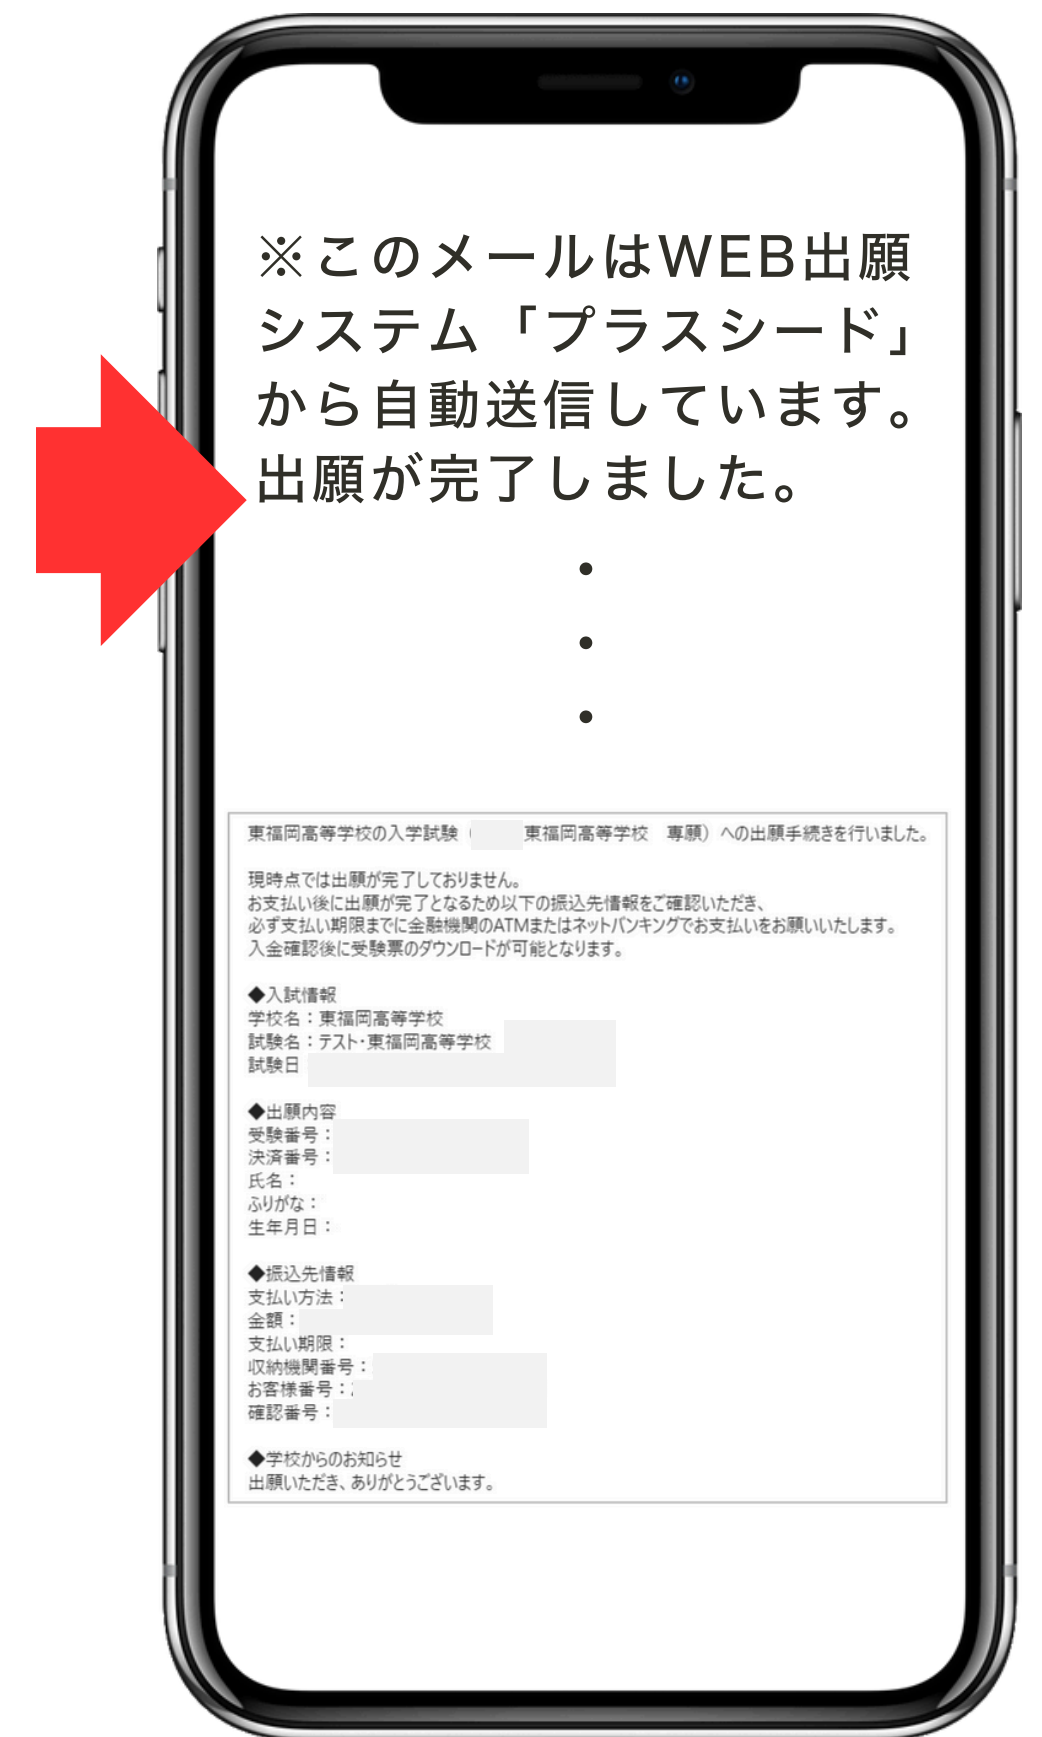 ※このメールはWEB出願
システム「プラスシード」
から自動送信しています。
出願が完了しました。
・
・
・
東福岡高等学校の入学試験（ 東福岡高等学校　専願）への出願手続きを行いました。
現時点では出願が完了しておりません。
お支払い後に出願が完了となるため以下の振込先情報をご確認いただき、
必ず支払い期限までに金融機関のATMまたはネットバンキングでお支払いをお願いいたします。
入金確認後に受験票のダウンロードが可能となります。
◆入試情報
学校名：東福岡高等学校
試験名：テスト・東福岡高等学校
試験日
◆出願内容
受験番号：
決済番号：
氏名：
ふりがな：
生年月日：
◆振込先情報
支払い方法：
金額：
支払い期限：
収納機関番号：
お客様番号：
確認番号：
◆学校からのお知らせ
出願いただき、ありがとうございます。